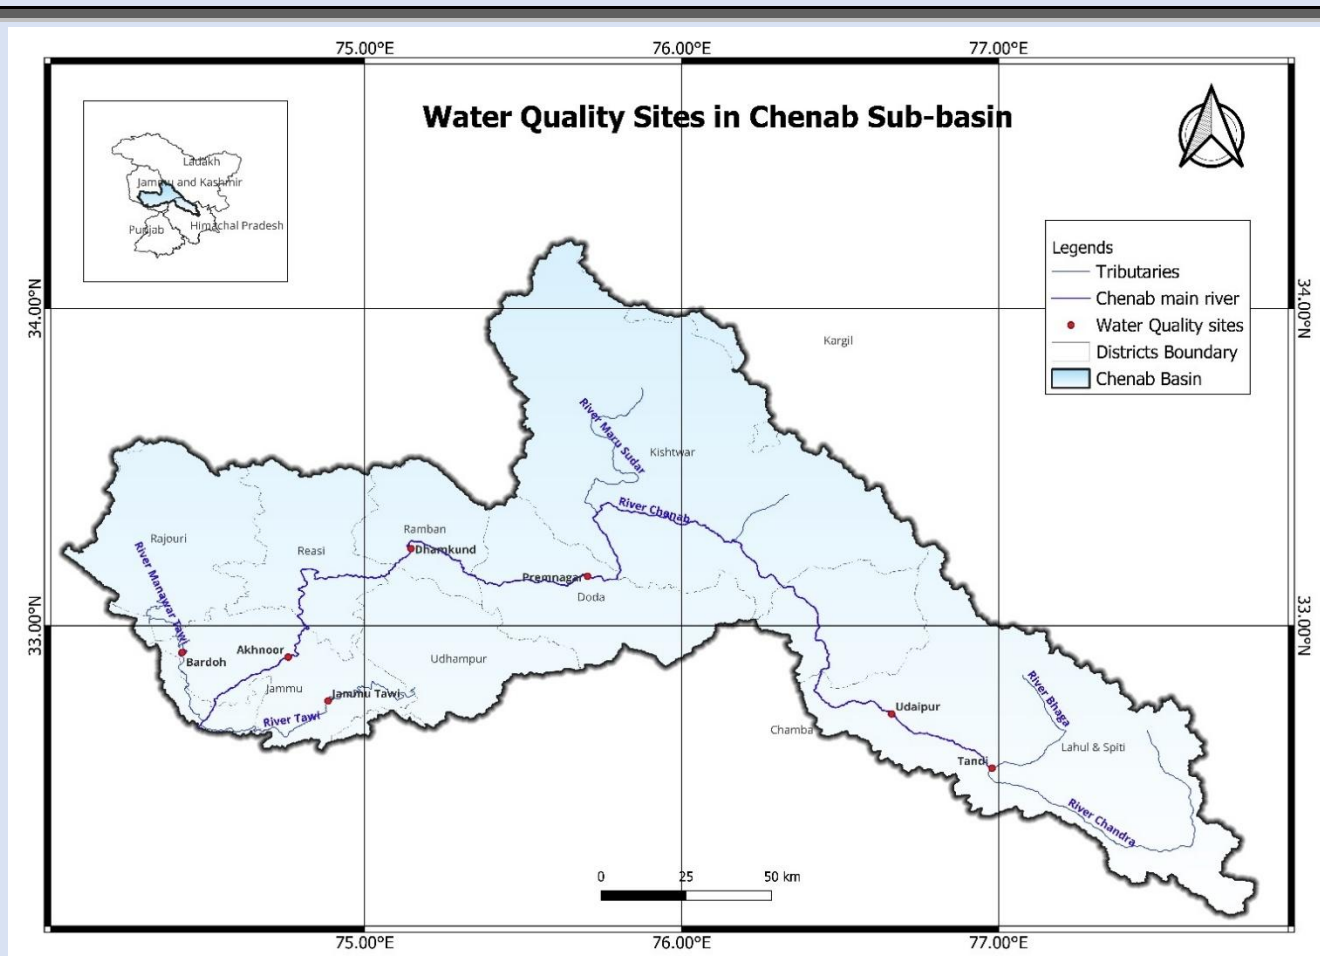 75.00°E 76.00°E 77.00°E
Water Quality Sites in Chenab Sub-basin
Ladakh
Jammu and Kashmir
Himachal Pradesh
Punjab
Legends
Tributaries
Chenab main river
Water Quality sites
Districts Boundary
Chenab Basin
34.00°N
34.00°N
Kargil
River Maru Sudar
Kishtwar
River Chenab
Ramban
Dhamkund
Rajouri
Reasi
River Manawar Tawi
Premnagar
Doda
33.00°N
33.00°N
Akhnoor
Bardoh
Udhampur
Jammu
Jammu Tawi
River Tawi
River Bhaga
Udaipur
Chamba
Lahul & Spiti
Tandi
River Chandra
0 25 50 km
75.00°E 76.00°E 77.00°E